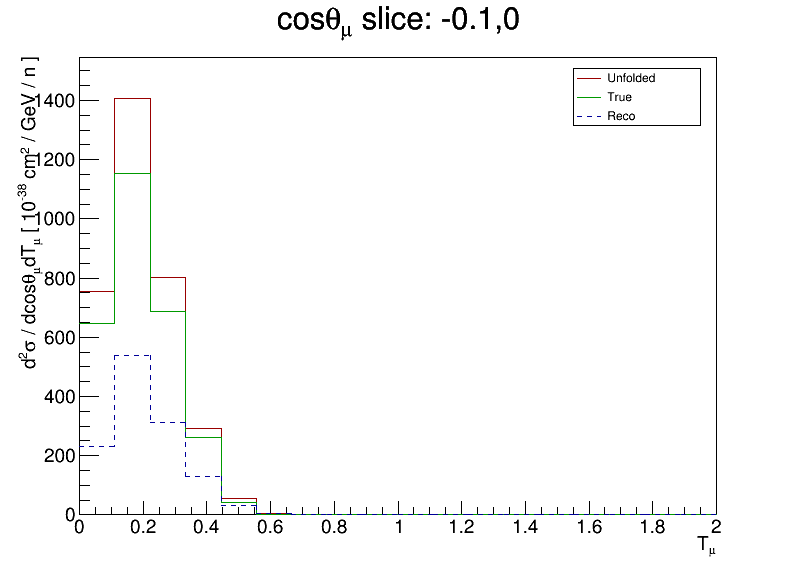 cosθμ slice: -0.1,0
d²σ / dcosθμdTμ [ 10⁻³⁸ cm² / GeV / n ]
Unfolded
True
Reco
1400
1200
1000
800
600
400
200
0
0 0.2 0.4 0.6 0.8 1 1.2 1.4 1.6 1.8 2
Tμ